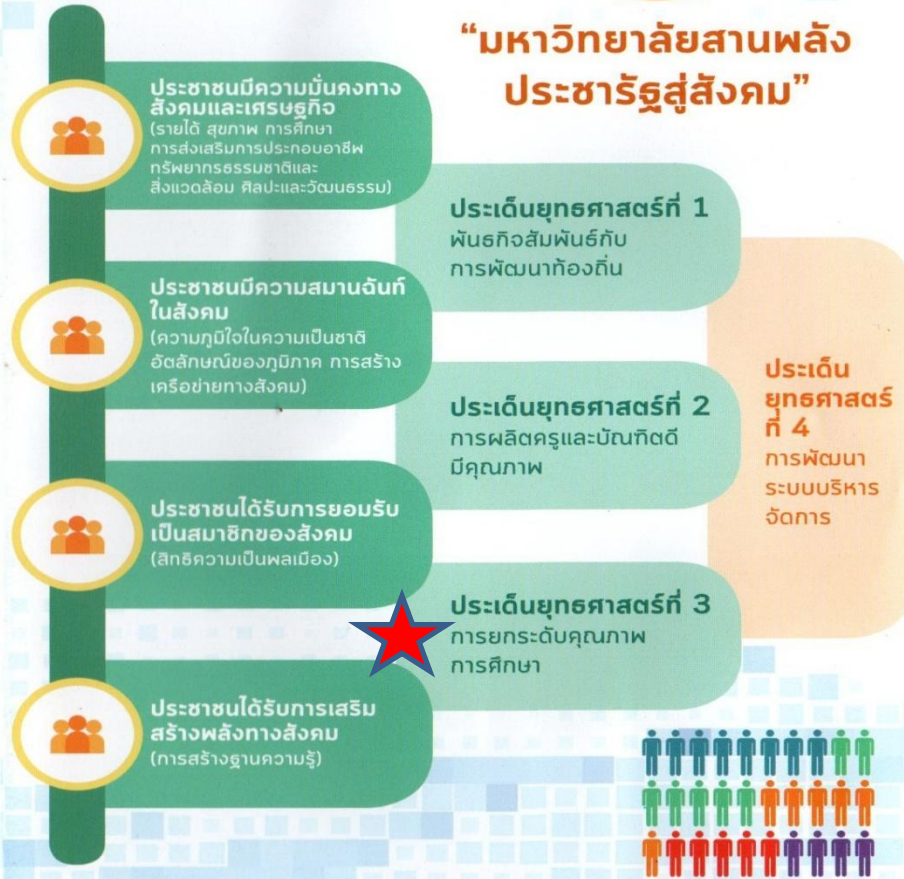 “มหาวิทยาลัยสานพลัง
ประชารัฐสู่สังคม”
ประชาชนมีความมั่นคงทาง
สังคมและเศรษฐกิจ
(รายได้ สุขภาพ การศึกษา
การส่งเสริมการประกอบอาชีพ
ทรัพยากรธรรมชาติและ
สิ่งแวดล้อม ศิลปะและวัฒนธรรม)
ประชาชนมีความสมานฉันท์
ในสังคม
(ความภูมิใจในความเป็นชาติ
อัตลักษณ์ของภูมิภาค การสร้าง
เครือข่ายทางสังคม)
ประชาชนได้รับการยอมรับ
เป็นสมาชิกของสังคม
(สิทธิความเป็นพลเมือง)
ประชาชนได้รับการเสริม
สร้างพลังทางสังคม
(การสร้างฐานความรู้)
ประเด็นยุทธศาสตร์ที่ 1
พันธกิจสัมพันธ์กับ
การพัฒนาท้องถิ่น
ประเด็นยุทธศาสตร์ที่ 2
การผลิตครูและบัณฑิตดี
มีคุณภาพ
ประเด็นยุทธศาสตร์ที่ 3
การยกระดับคุณภาพ
การศึกษา
ประเด็น
ยุทธศาสตร์
ที่ 4
การพัฒนา
ระบบบริหาร
จัดการ